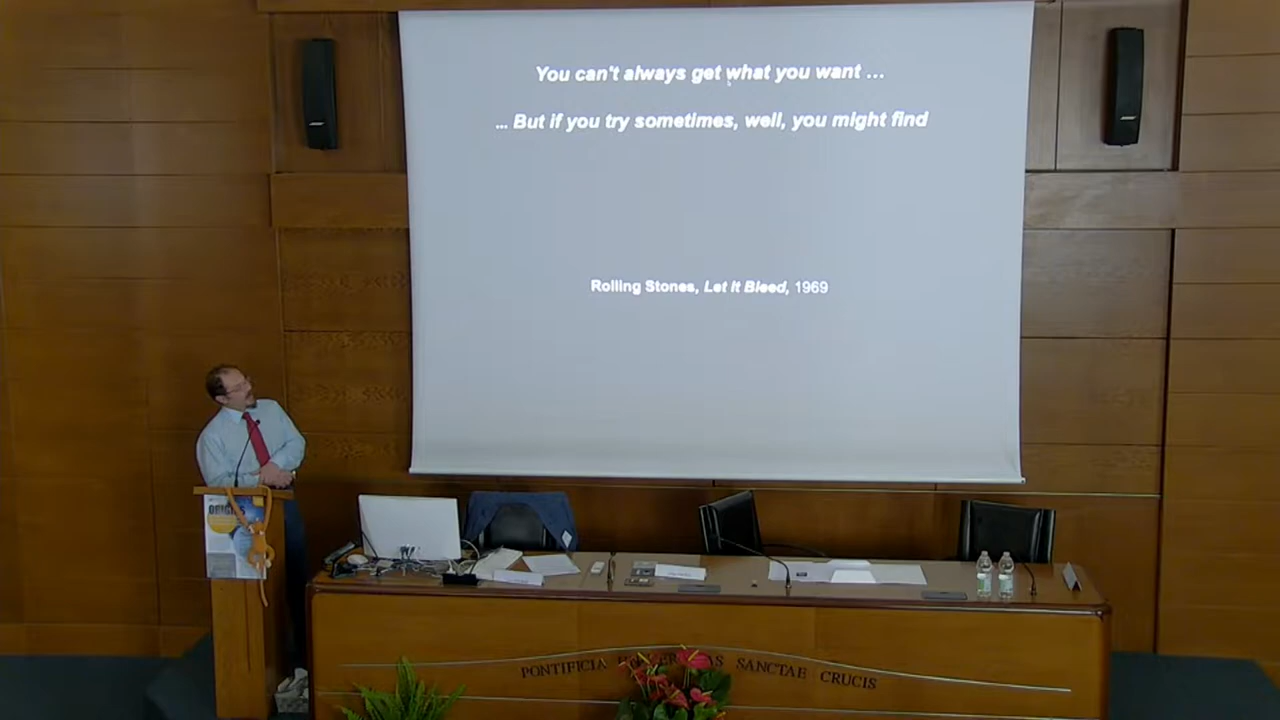 You can't always get what you want ...
... But if you try sometimes, well, you might find
Rolling Stones, Let It Bleed, 1969
ORIGINS
PONTIFICIA SANCTAE CRUCIS